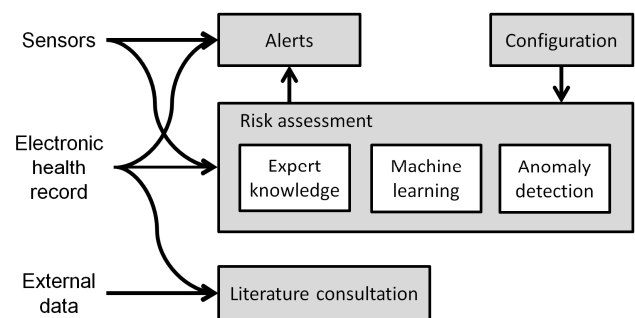 Sensors
Alerts
Configuration
Electronic
health
record
Risk assessment
Expert
knowledge
Machine
learning
Anomaly
detection
External
data
Literature consultation